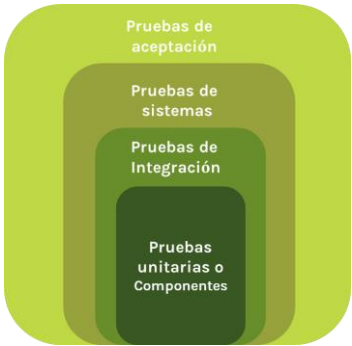 Pruebas de
aceptación
Pruebas de
sistemas
Pruebas de
Integración
Pruebas
unitarias o
Componentes